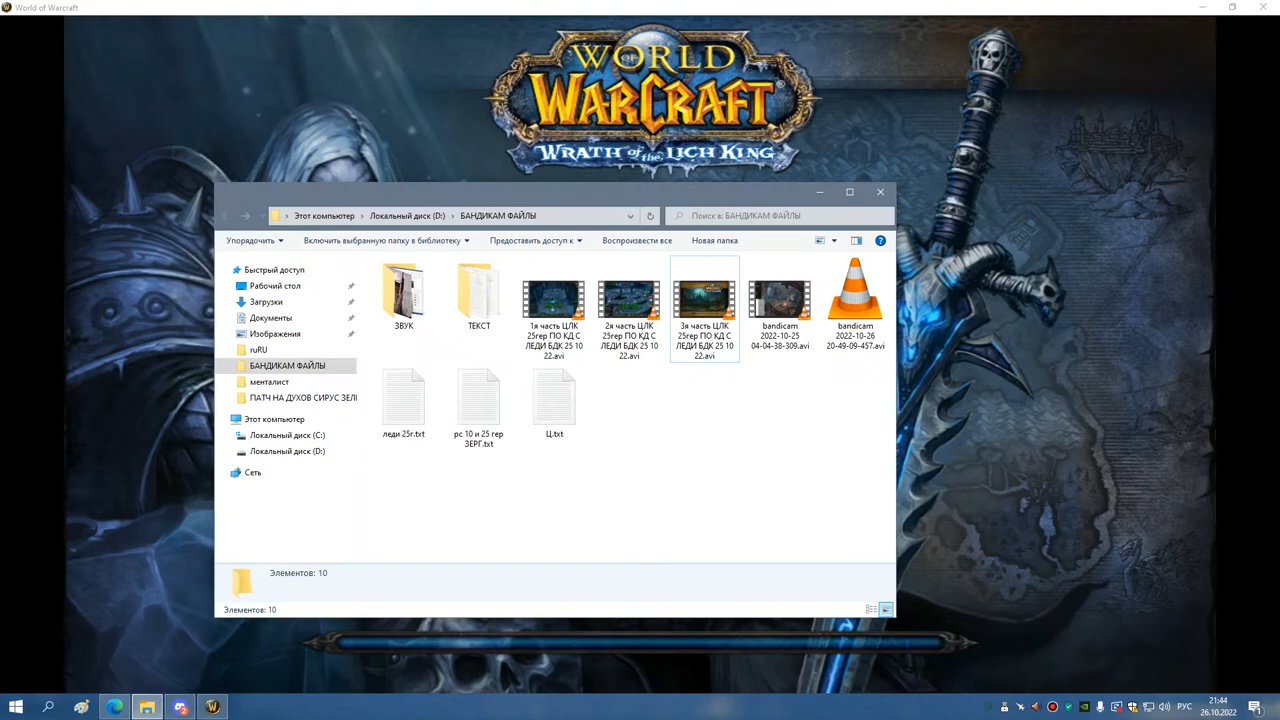 World of Warcraft
WORLD
OF
WARCRAFT
WRATH of the LICH KING
Этот компьютер
Локальный диск (D:)
БАНДИКАМ ФАЙЛЫ
Поиск в: БАНДИКАМ ФАЙЛЫ
Упорядочить
Включить выбранную папку в библиотеку
Предоставить доступ к
Воспроизвести все
Новая папка
Быстрый доступ
Рабочий стол
Загрузки
Документы
Изображения
ruRU
БАНДИКАМ ФАЙЛЫ
менталист
ПАТЧ НА ДУХОВ СИРУС ЗЕЛ
Этот компьютер
Локальный диск (C:)
Локальный диск (D:)
Сеть
ЗВУК
ТЕКСТ
1я часть ЦЛК
25гер ПО КД С
ЛЕДИ БДК 25 10
22.avi
2я часть ЦЛК
25гер ПО КД С
ЛЕДИ БДК 25 10
22.avi
3я часть ЦЛК
25гер ПО КД С
ЛЕДИ БДК 25 10
22.avi
bandicam
2022-10-25
04-04-38-309.avi
bandicam
2022-10-26
20-49-09-457.avi
леди 25г.txt
рс 10 и 25 гер
ЗЕРГ.txt
Ц.txt
Элементов: 10
Элементов: 10
РУС
21:44
26.10.2022